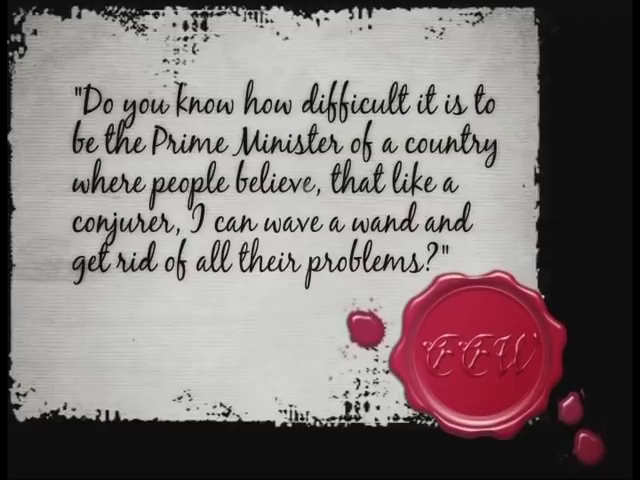 "Do you know how difficult it is to
be the Prime Minister of a country
where people believe, that like a
conjurer, I can wave a wand and
get rid of all their problems?"
EEW